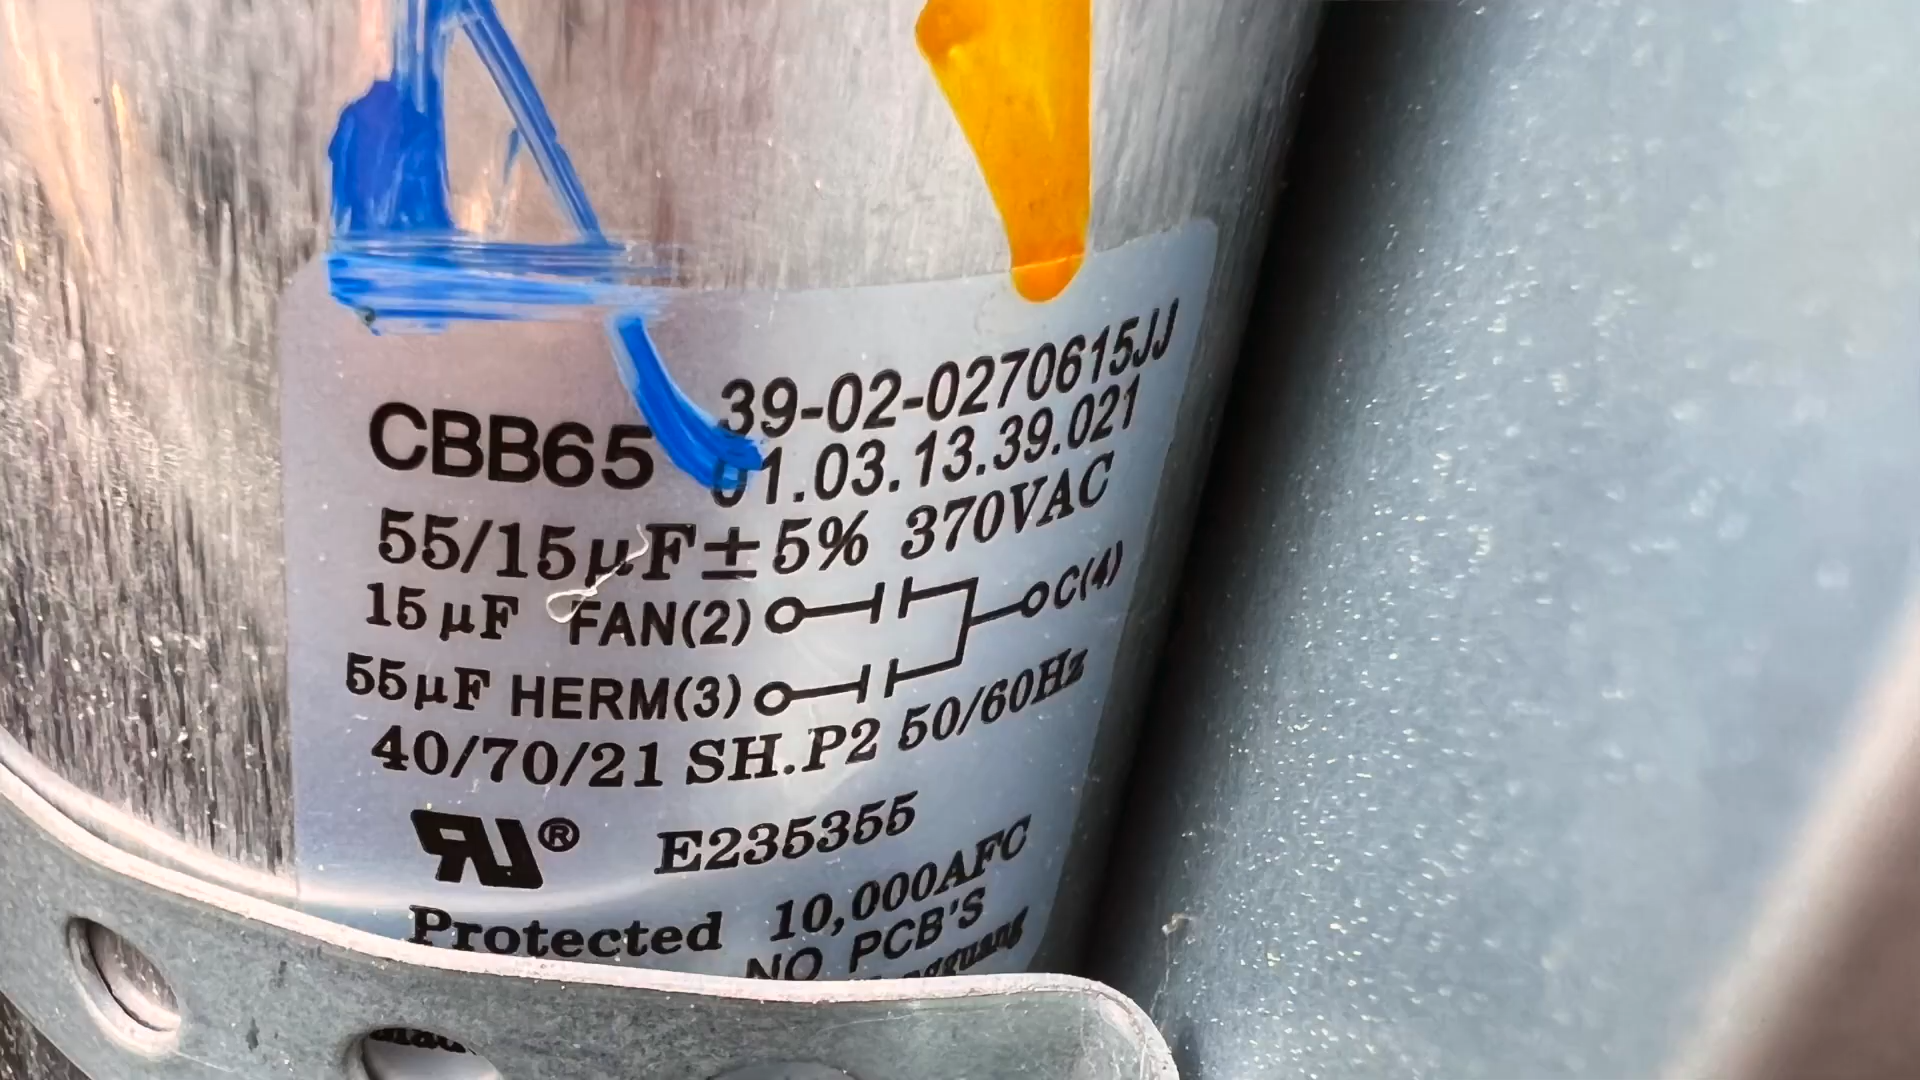 39-02-0270615JJ
CBB65 01.03.13.39.021
55/15μF±5% 370VAC
15μF FAN(2) C(4)
55μF HERM(3)
40/70/21 SH.P2 50/60Hz
RU® E235355
Protected 10,000AFC
NO PCB'S